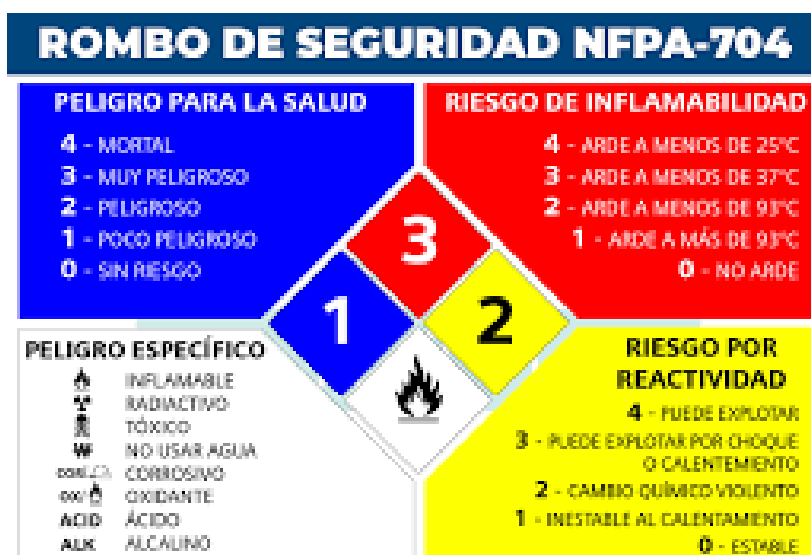 ROMBO DE SEGURIDAD NFPA-704
PELIGRO PARA LA SALUD
4 - MORTAL
3 - MUY PELIGROSO
2 - PELIGROSO
1 - POCO PELIGROSO
0 - SIN RIESGO
RIESGO DE INFLAMABILIDAD
4 - ARDE A MENOS DE 25°C
3 - ARDE A MENOS DE 37°C
2 - ARDE A MENOS DE 93°C
1 - ARDE A MÁS DE 93°C
0 - NO ARDE
3
1
2
PELIGRO ESPECÍFICO
INFLAMABLE
RADIACTIVO
TÓXICO
W NO USAR AGUA
CORROSIVO
OXI/ OXIDANTE
ACID ÁCIDO
ALK ALCALINO
RIESGO POR
REACTIVIDAD
4 - PUEDE EXPLOTAR
3 - PUEDE EXPLOTAR POR CHOQUE
O CALENTEMIENTO
2 - CAMBIO QUÍMICO VIOLENTO
1 - INESTABLE AL CALENTAMIENTO
0 - ESTABLE